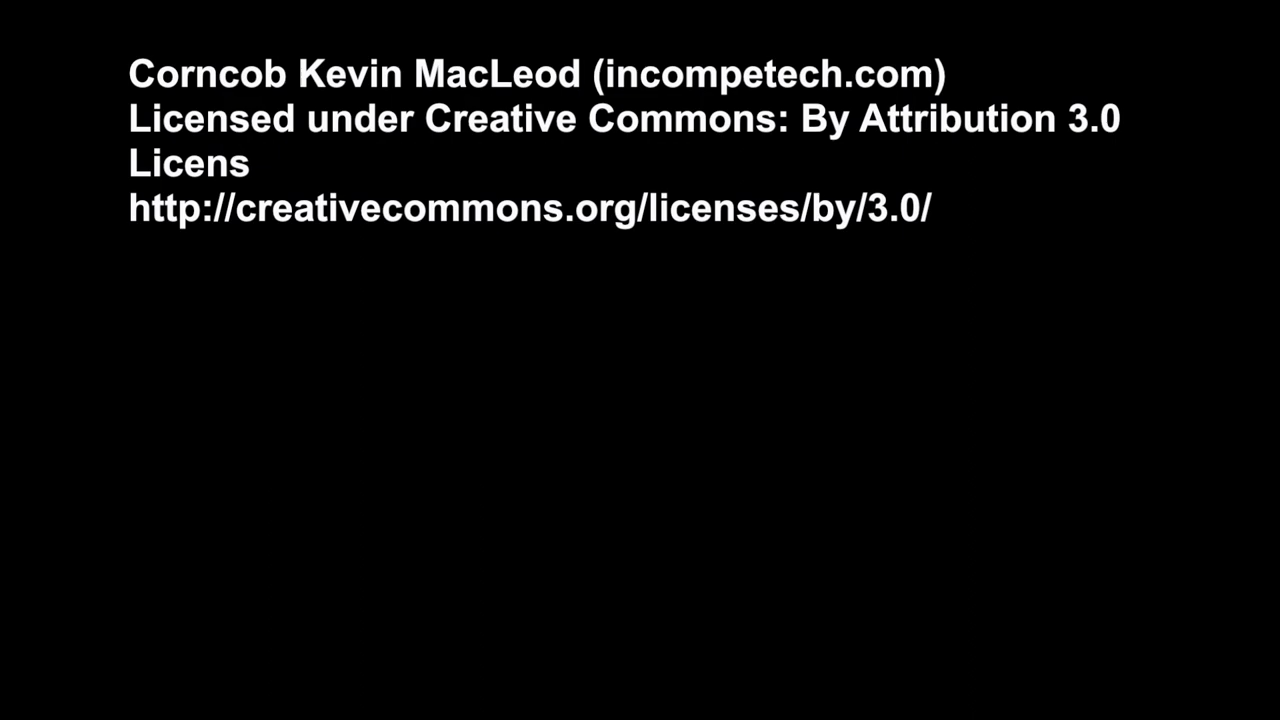 Corncob Kevin MacLeod (incompetech.com)
Licensed under Creative Commons: By Attribution 3.0
Licens
http://creativecommons.org/licenses/by/3.0/